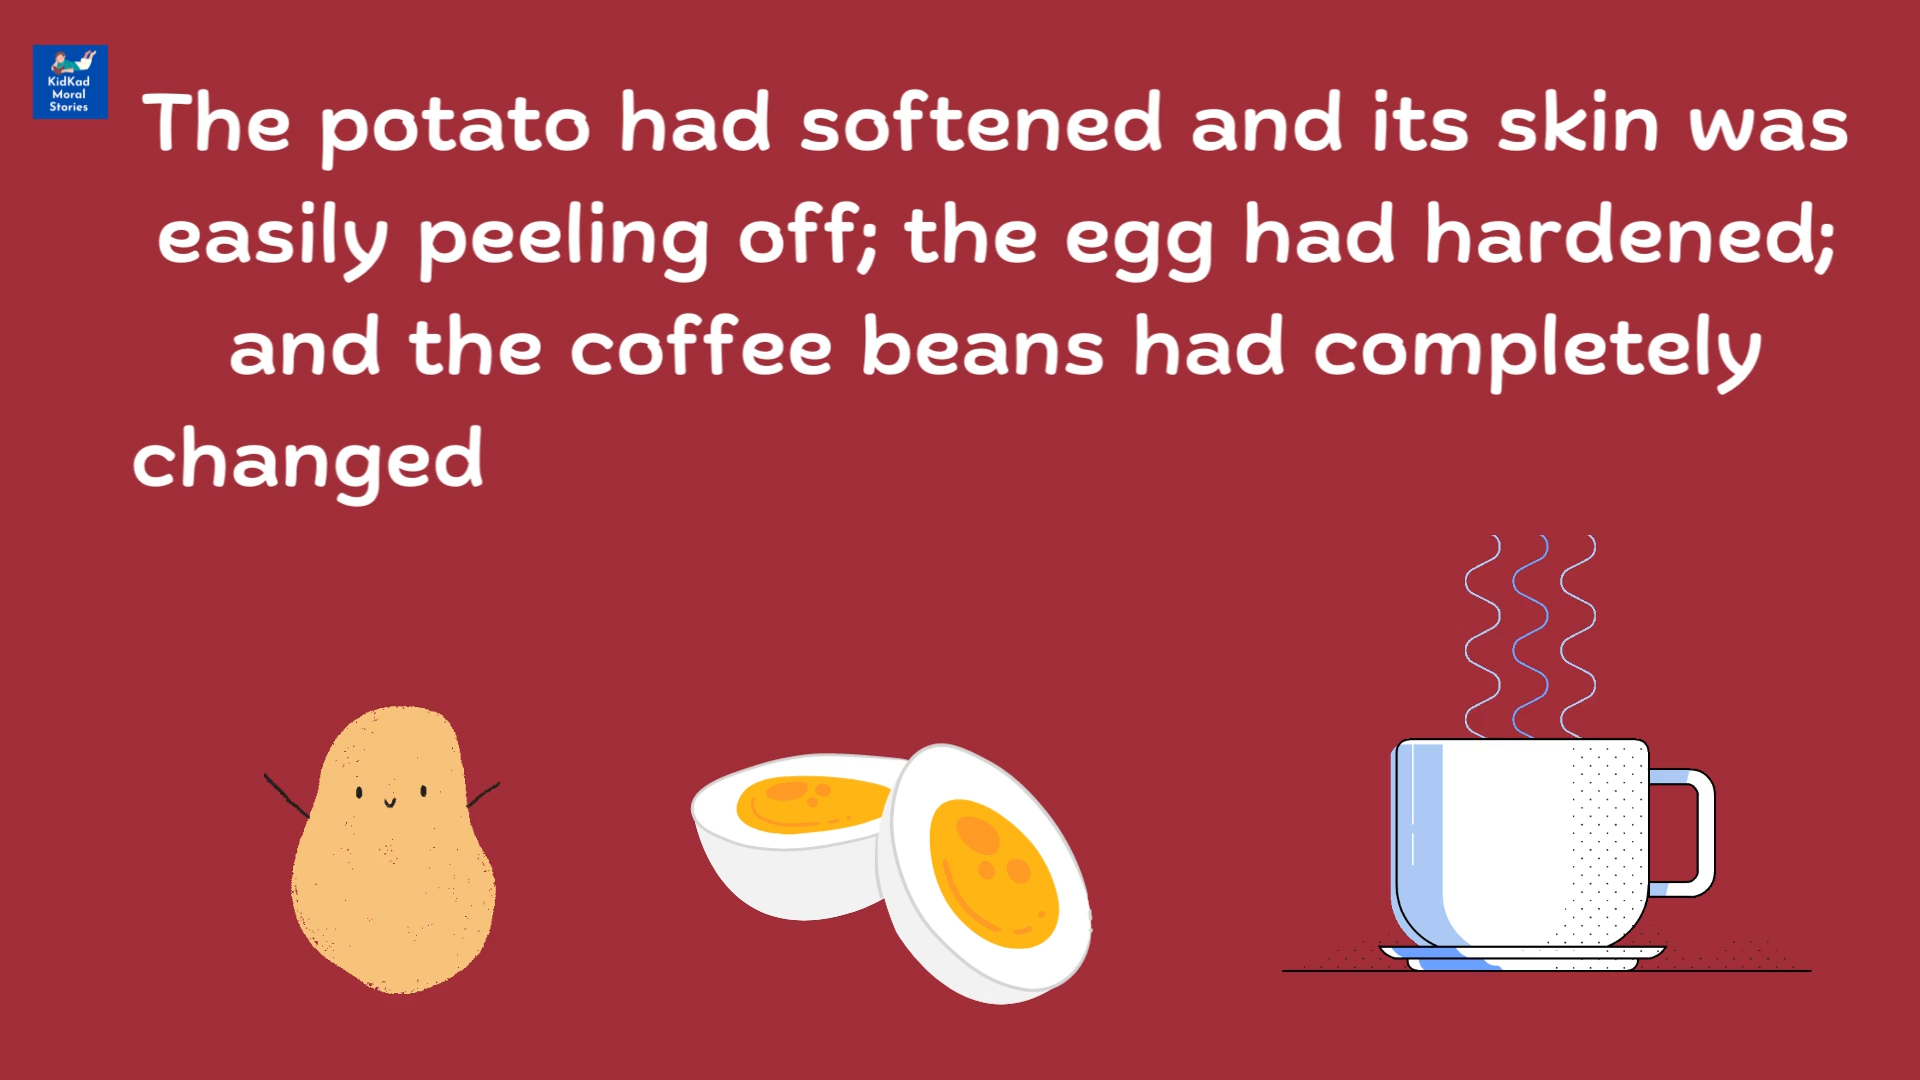 KidKad
Moral
Stories
The potato had softened and its skin was
easily peeling off; the egg had hardened;
and the coffee beans had completely
changed